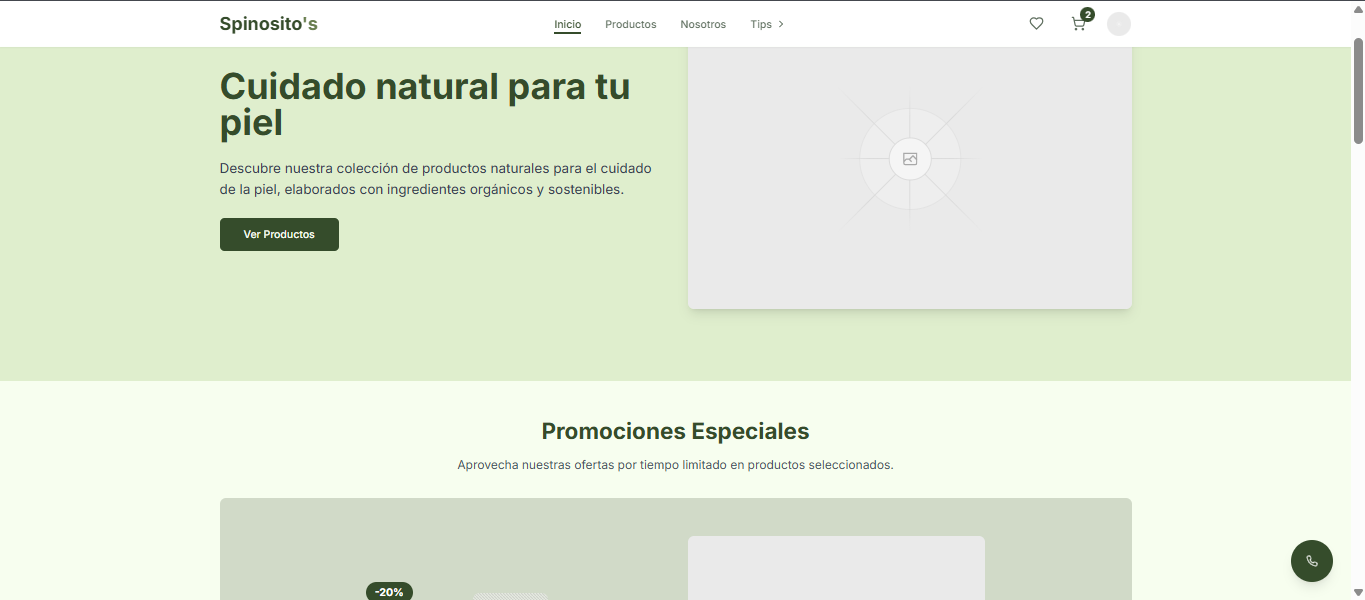 Spinosito's
Inicio
Productos
Nosotros
Tips
2
Cuidado natural para tu
piel
Descubre nuestra colección de productos naturales para el cuidado
de la piel, elaborados con ingredientes orgánicos y sostenibles.
Ver Productos
Promociones Especiales
Aprovecha nuestras ofertas por tiempo limitado en productos seleccionados.
-20%